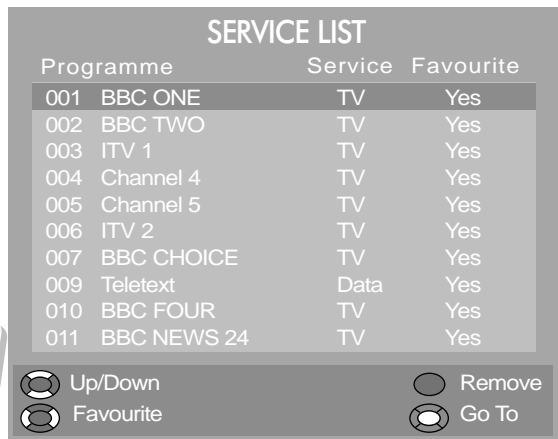 SERVICE LIST
Programme Service Favourite
001 BBC ONE TV Yes
002 BBC TWO TV Yes
003 ITV 1 TV Yes
004 Channel 4 TV Yes
005 Channel 5 TV Yes
006 ITV 2 TV Yes
007 BBC CHOICE TV Yes
009 Teletext Data Yes
010 BBC FOUR TV Yes
011 BBC NEWS 24 TV Yes
Up/Down Remove
Favourite Go To